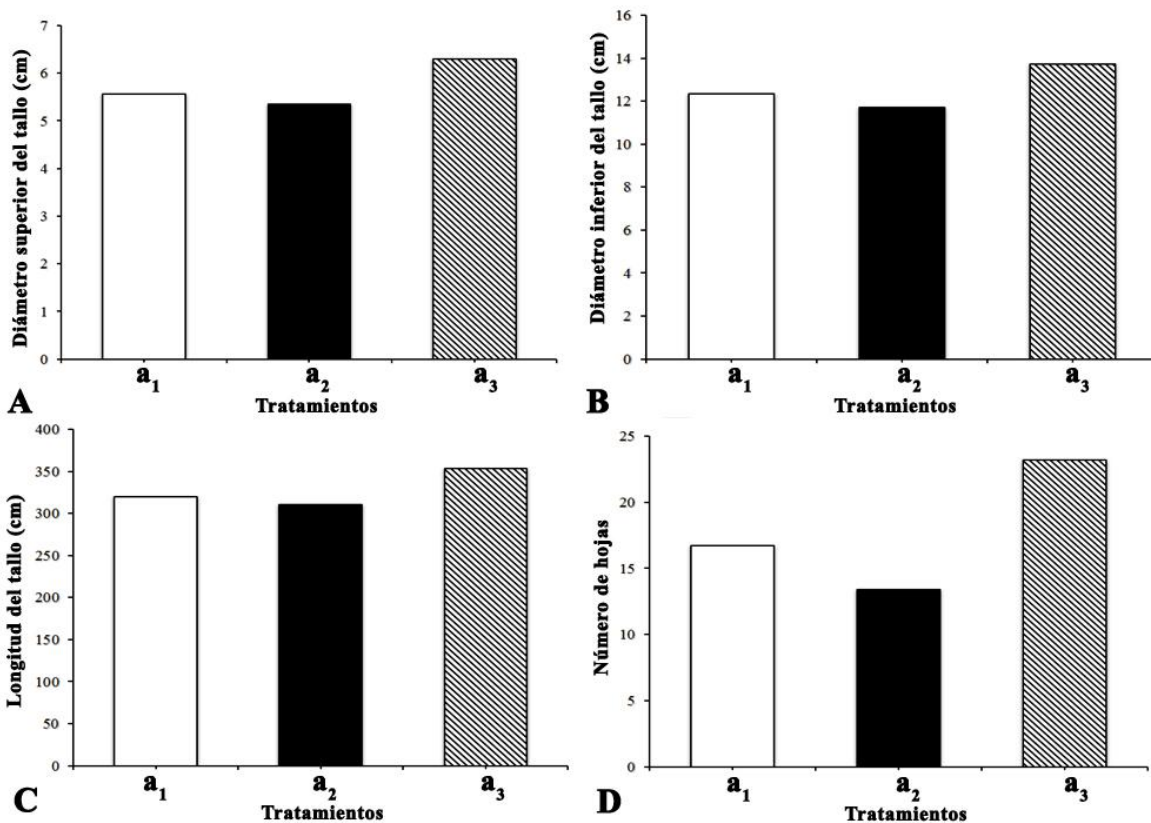 Diámetro superior del tallo (cm)
7
6
5
4
3
2
1
0
a1
a2
a3
Tratamientos
A
Diámetro inferior del tallo (cm)
16
14
12
10
8
6
4
2
0
a1
a2
a3
Tratamientos
B
Longitud del tallo (cm)
400
350
300
250
200
150
100
50
0
a1
a2
a3
Tratamientos
C
Número de hojas
25
20
15
10
5
0
a1
a2
a3
Tratamientos
D